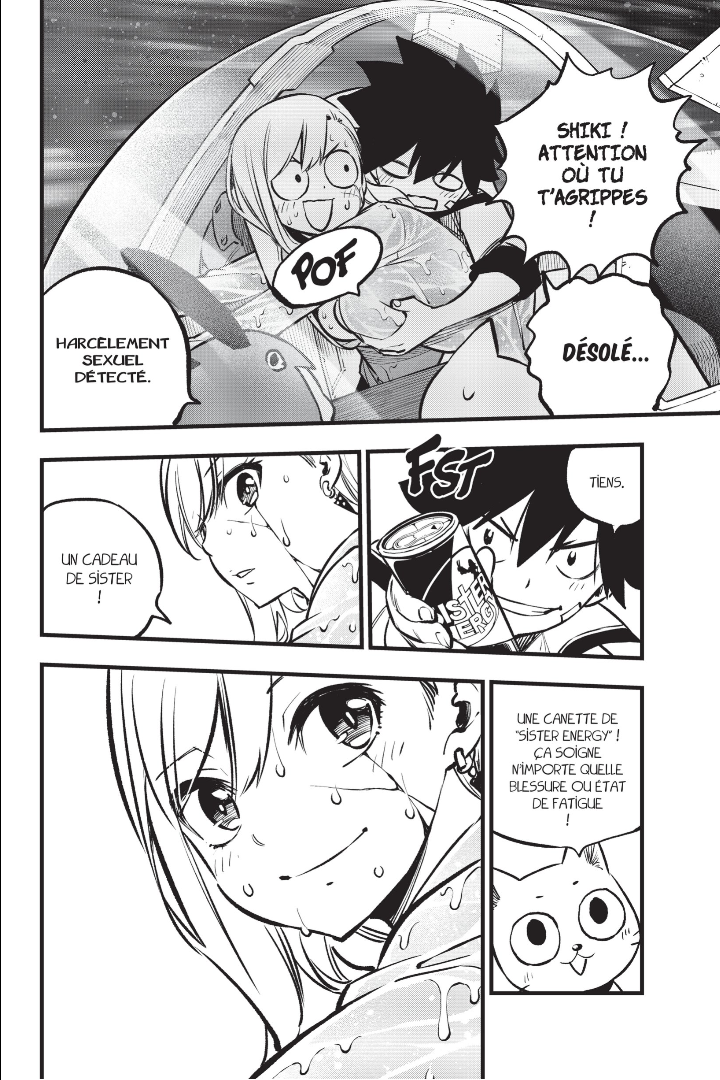 SHIKI !
ATTENTION
OÙ TU
T'AGRIPPES
!
POF
DÉSOLÉ...
HARCÈLEMENT
SEXUEL
DÉTECTÉ.
FST
TIENS.
SISTER
ENERGY
UN CADEAU
DE SISTER
!
UNE CANETTE DE
"SISTER ENERGY" !
ÇA SOIGNE
N'IMPORTE QUELLE
BLESSURE OU ÉTAT
DE FATIGUE
!